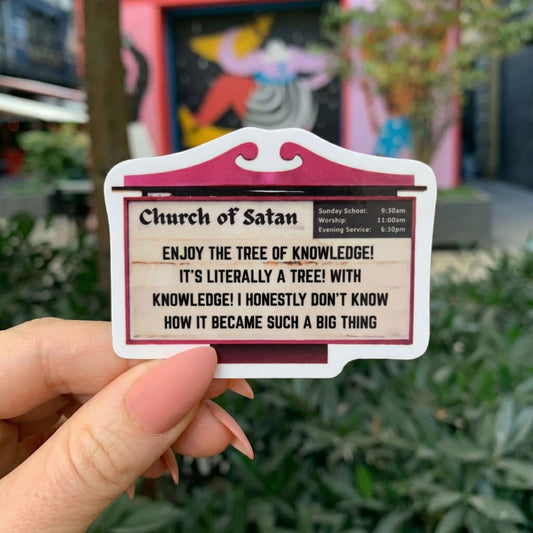 Church of Satan
Sunday School: 9:30am
Worship: 11:00am
Evening Service: 6:30pm
ENJOY THE TREE OF KNOWLEDGE!
IT'S LITERALLY A TREE! WITH
KNOWLEDGE! I HONESTLY DON'T KNOW
HOW IT BECAME SUCH A BIG THING